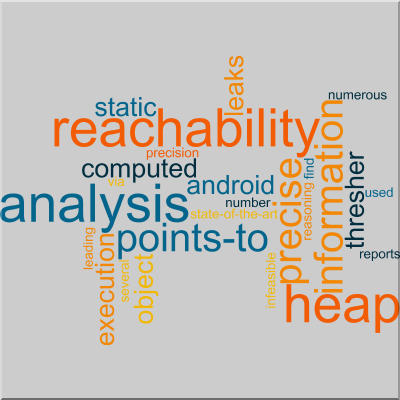 numerous
leaks
static
reachability
information
precision
find
computed
precise
reasoning
thresher
via
android
used
analysis
number
state-of-the-art
points-to
leading
execution
reports
several
object
infeasible
heap